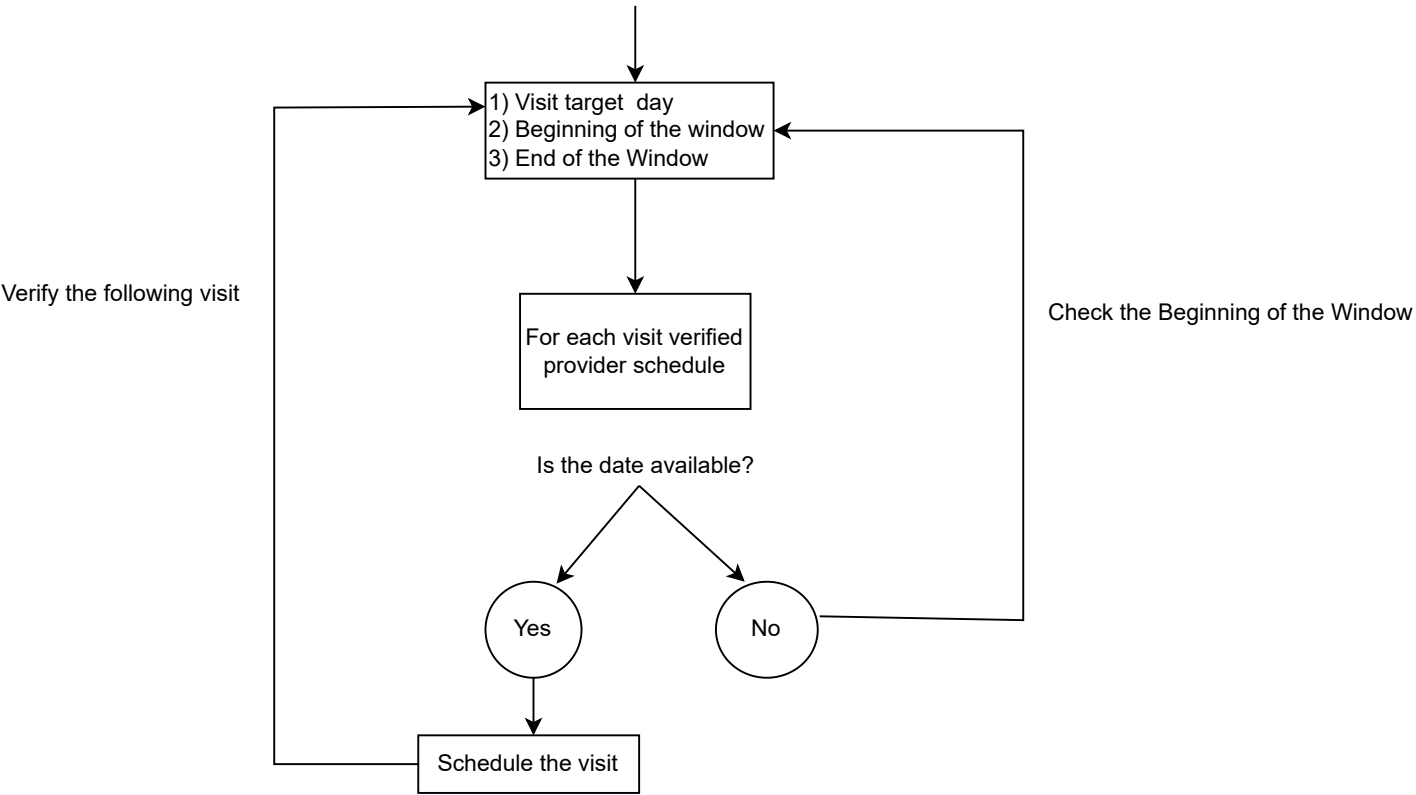 1) Visit target  day
2) Beginning of the window
3) End of the Window
Verify the following visit
Check the Beginning of the Window
For each visit verified
provider schedule
Is the date available?
Yes
No
Schedule the visit